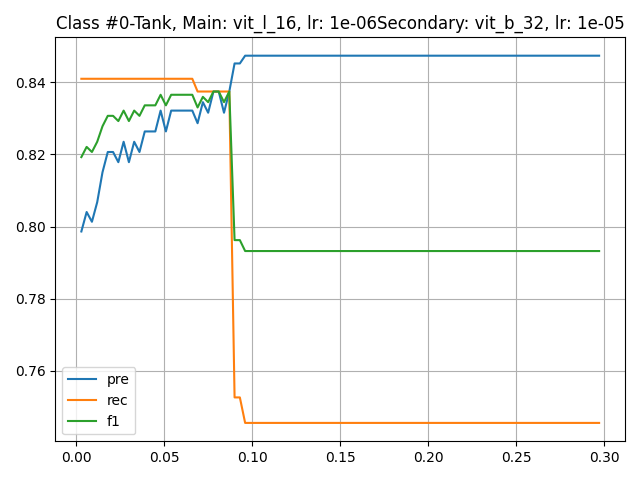 Class #0-Tank, Main: vit_l_16, lr: 1e-06Secondary: vit_b_32, lr: 1e-05
0.84
0.82
0.80
0.78
0.76
pre
rec
f1
0.00 0.05 0.10 0.15 0.20 0.25 0.30